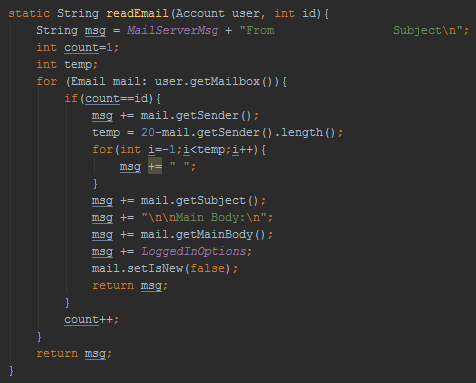 static String readEmail(Account user, int id){
    String msg = MailServerMsg + "From                 Subject\n";
    int count=1;
    int temp;
    for (Email mail: user.getMailbox()){
        if(count==id){
            msg += mail.getSender();
            temp = 20-mail.getSender().length();
            for(int i=-1;i<temp;i++){
                msg += " ";
            }
            msg += mail.getSubject();
            msg += "\n\nMain Body:\n";
            msg += mail.getMainBody();
            msg += LoggedInOptions;
            mail.setIsNew(false);
            return msg;
        }
        count++;
    }
    return msg;
}